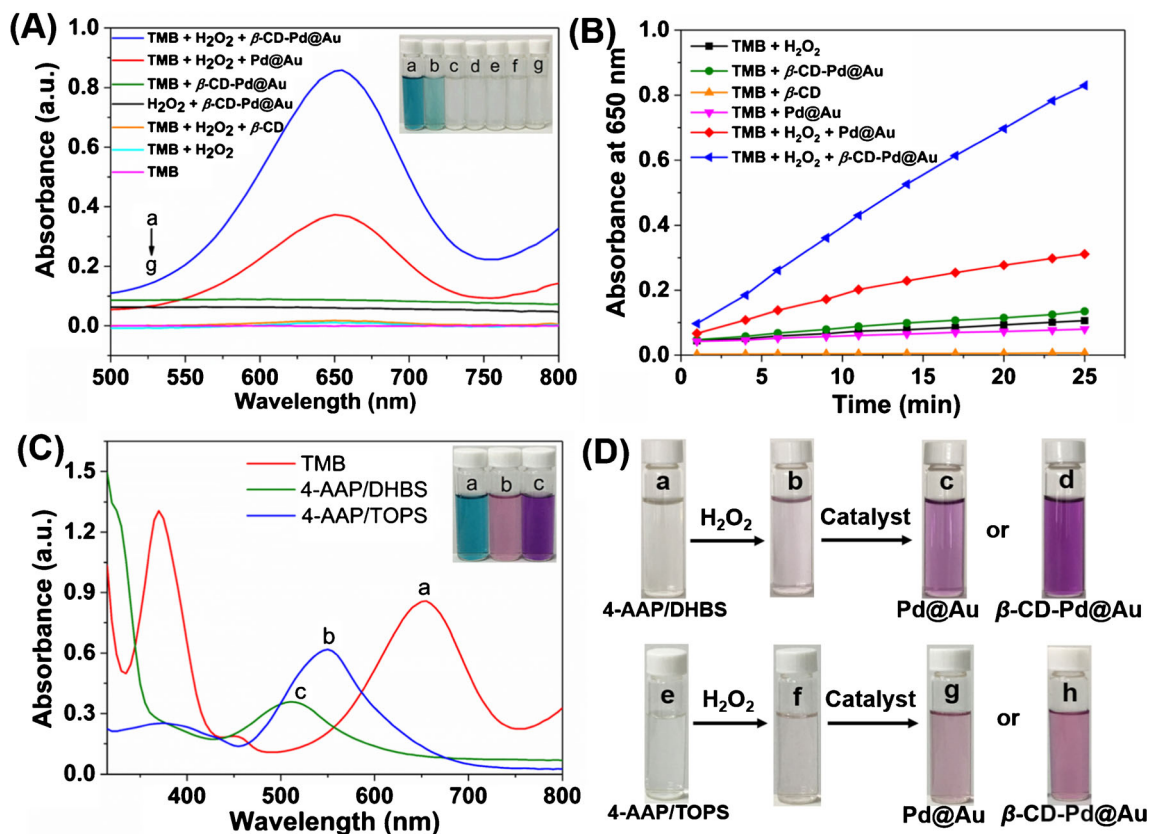 (A)
1.0
0.8
0.6
0.4
0.2
0.0
Absorbance (a.u.)
TMB + H₂O₂ + β-CD-Pd@Au
TMB + H₂O₂ + Pd@Au
TMB + β-CD-Pd@Au
H₂O₂ + β-CD-Pd@Au
TMB + H₂O₂ + β-CD
TMB + H₂O₂
TMB
a b c d e f g
a
g
500 550 600 650 700 750 800
Wavelength (nm)
(B)
1.0
0.8
0.6
0.4
0.2
0.0
Absorbance at 650 nm
TMB + H₂O₂
TMB + β-CD-Pd@Au
TMB + β-CD
TMB + Pd@Au
TMB + H₂O₂ + Pd@Au
TMB + H₂O₂ + β-CD-Pd@Au
0 5 10 15 20 25
Time (min)
(C)
1.5
1.2
0.9
0.6
0.3
0.0
Absorbance (a.u.)
TMB
4-AAP/DHBS
4-AAP/TOPS
a b c
a
b
c
400 500 600 700 800
Wavelength (nm)
(D)
a
H₂O₂
b
Catalyst
c
or
d
4-AAP/DHBS
Pd@Au
β-CD-Pd@Au
e
H₂O₂
f
Catalyst
g
or
h
4-AAP/TOPS
Pd@Au
β-CD-Pd@Au